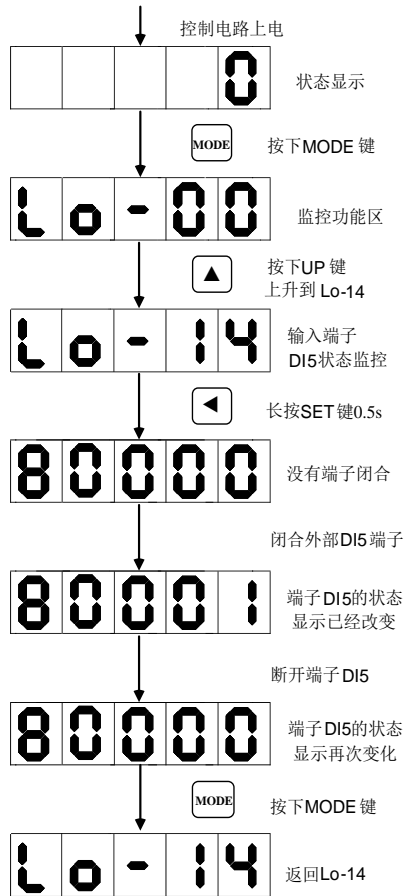 控制电路上电
0
状态显示
MODE
按下MODE 键
Lo-00
监控功能区
按下UP 键
上升到 Lo-14
Lo-14
输入端子
DI5状态监控
长按SET 键0.5s
80000
没有端子闭合
闭合外部DI5 端子
80001
端子DI5的状态
显示已经改变
断开端子DI5
80000
端子DI5的状态
显示再次变化
MODE
按下MODE 键
Lo-14
返回Lo-14